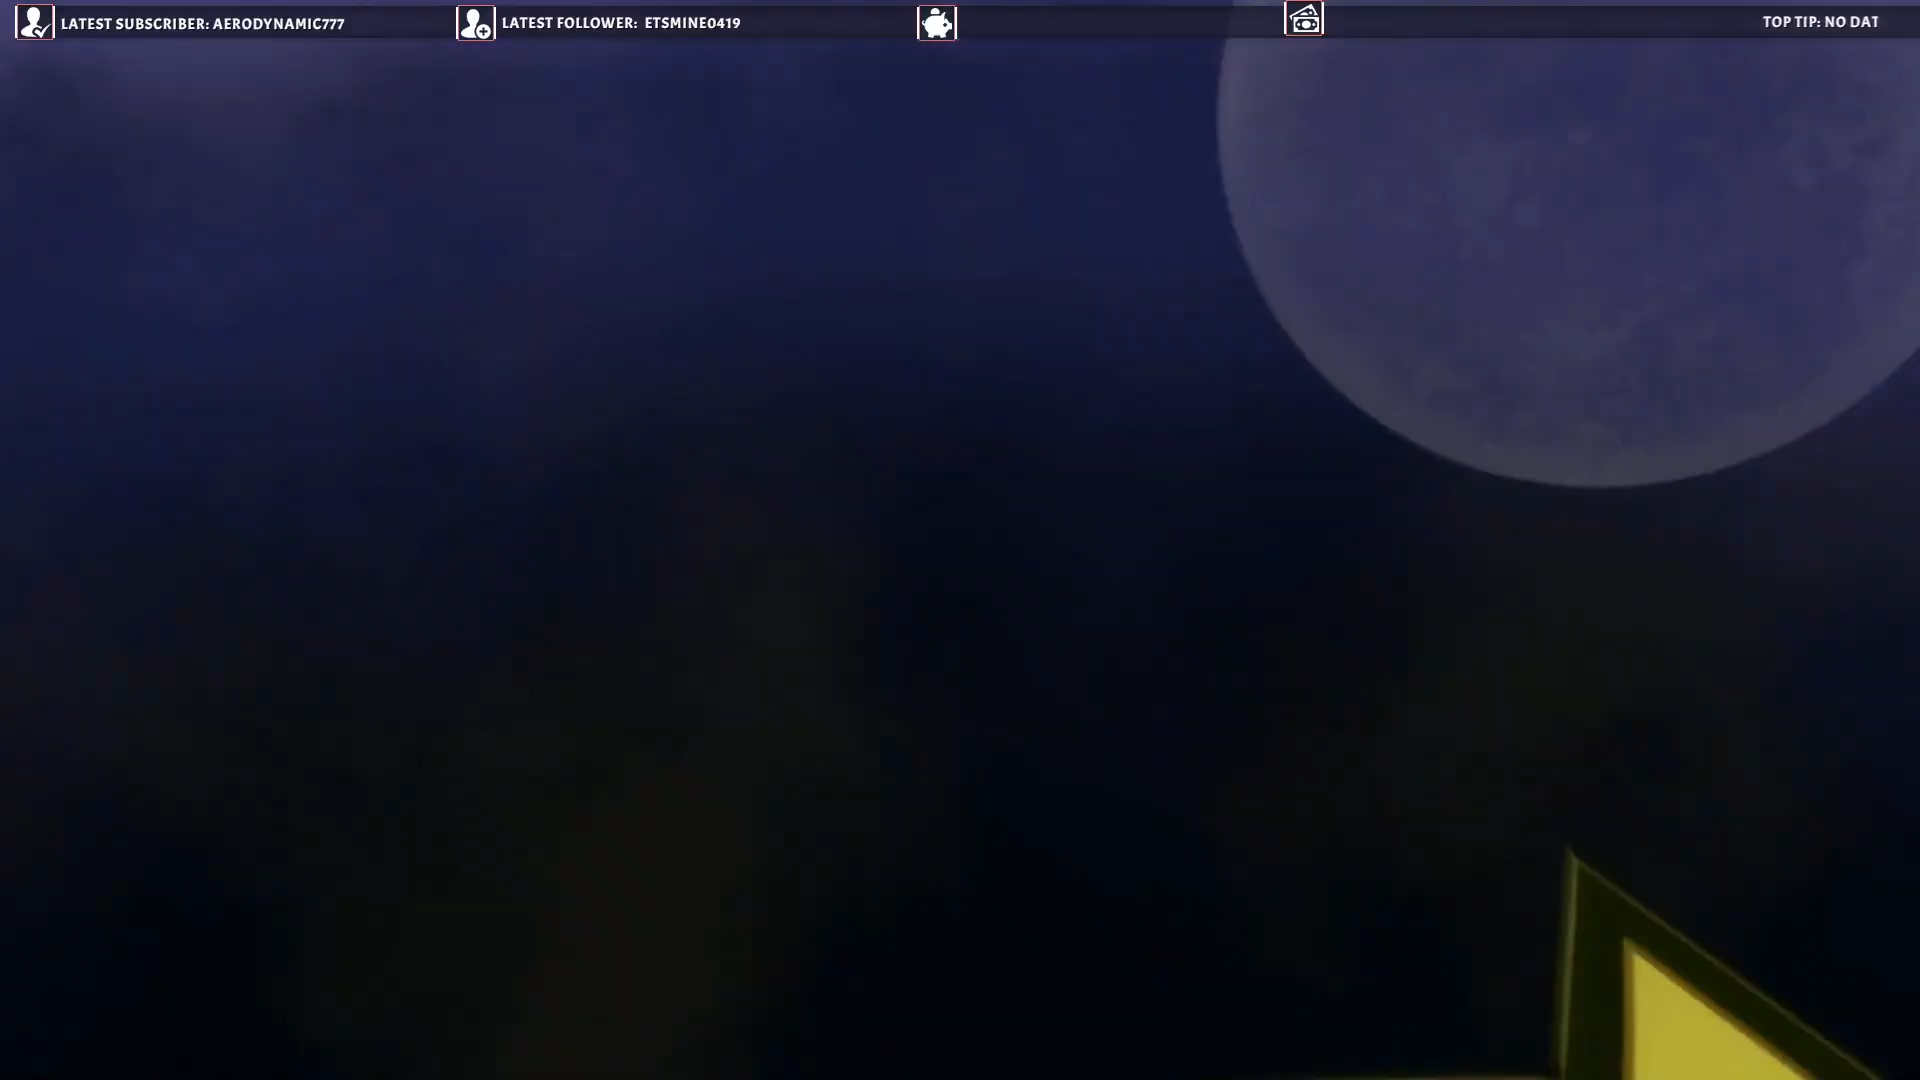 LATEST SUBSCRIBER: AERODYNAMIC777
LATEST FOLLOWER: ETSMINE0419
TOP TIP: NO DAT